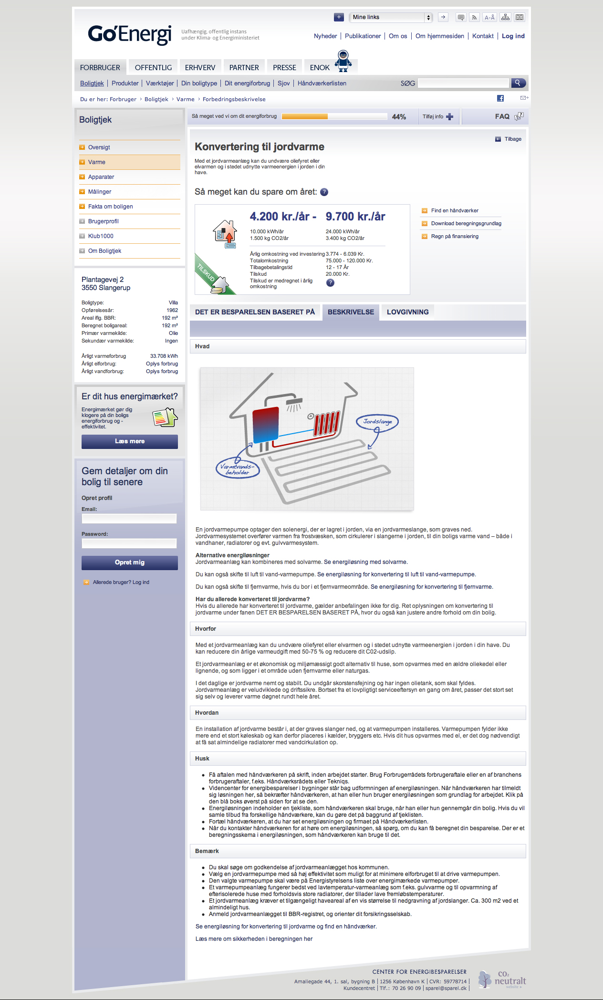 Mine links
A-Å
Go'Energi
Uafhængig, offentlig instans
under Klima- og Energiministeriet
Nyheder | Publikationer | Om os | Om hjemmesiden | Kontakt | Log ind
FORBRUGER OFFENTLIG ERHVERV PARTNER PRESSE ENOK
Boligtjek | Produkter | Værktøjer | Din boligtype | Dit energiforbrug | Sjov | Håndværkerlisten
SØG
Du er her: Forbruger > Boligtjek > Varme > Forbedringsbeskrivelse
Boligtjek
Oversigt
Varme
Apparater
Målinger
Fakta om boligen
Brugerprofil
Klub1000
Om Boligtjek
Plantagevej 2
3550 Slangerup
Boligtype: Villa
Opførelsesår: 1962
Areal iflg. BBR: 192 m²
Beregnet boligareal: 192 m²
Primær varmekilde: Olie
Sekundær varmekilde: Ingen
Årligt varmeforbrug 33.708 kWh
Årligt elforbrug: Oplys forbrug
Årligt vandforbrug: Oplys forbrug
Er dit hus energimærket?
Energimærket gør dig
klogere på din boligs
energiforbrug og -
effektivitet.
Læs mere
Gem detaljer om din
bolig til senere
Opret profil
Email:
Password:
Opret mig
Allerede bruger? Log ind
Så meget ved vi om dit energiforbrug 44% Tilføj info FAQ
Tilbage
Konvertering til jordvarme
Med et jordvarmeanlæg kan du undvære oliefyret eller
elvarmen og i stedet udnytte varmeenergien i jorden i din
have.
Så meget kan du spare om året: ?
4.200 kr./år - 9.700 kr./år
10.000 kWh/år 24.000 kWh/år
1.500 kg CO2/år 3.400 kg CO2/år
Årlig omkostning ved investering 3.774 - 6.039 Kr.
Totalomkostning 75.000 - 120.000 Kr.
Tilbagebetalingstid 12 - 17 År
Tilskud 20.000 Kr.
Tilskud er medregnet i årlig
omkostning ?
TILSKUD
Find en håndværker
Download beregningsgrundlag
Regn på finansiering
DET ER BESPARELSEN BASERET PÅ BESKRIVELSE LOVGIVNING
Hvad
Jordslange
Varmtvands-
beholder
En jordvarmepumpe optager den solenergi, der er lagret i jorden, via en jordvarmeslange, som graves ned.
Jordvarmesystemet overfører varmen fra frostvæsken, som cirkulerer i slangerne i jorden, til din boligs varme vand – både i
vandhaner, radiatorer og evt. gulvvarmesystem.
Alternative energiløsninger
Jordvarmeanlæg kan kombineres med solvarme. Se energiløsning med solvarme.
Du kan også skifte til luft til vand-varmepumpe. Se energiløsning for konvertering til luft til vand-varmepumpe.
Du kan også skifte til fjernvarme, hvis du bor i et fjernvarmeområde. Se energiløsning for konvertering til fjernvarme.
Har du allerede konverteret til jordvarme?
Hvis du allerede har konverteret til jordvarme, gælder anbefalingen ikke for dig. Ret oplysningen om konvertering til
jordvarme under fanen DET ER BESPARELSEN BASERET PÅ, hvor du også kan justere andre forhold om din bolig.
Hvorfor
Med et jordvarmeanlæg kan du undvære oliefyret eller elvarmen og i stedet udnytte varmeenergien i jorden i din have. Du
kan reducere din årlige varmeudgift med 50-75 % og reducere dit C02-udslip.
Et jordvarmeanlæg er et økonomisk og miljømæssigt godt alternativ til huse, som opvarmes med en ældre oliekedel eller
lignende, og som ligger i et område uden fjernvarme eller naturgas.
I det daglige er jordvarme nemt og stabilt. Du undgår skorstensfejning og har ingen olietank, som skal fyldes.
Jordvarmeanlæg er veludviklede og driftssikre. Bortset fra et lovpligtigt serviceeftersyn en gang om året, passer det stort set
sig selv og leverer varme døgnet rundt hele året.
Hvordan
En installation af jordvarme består i, at der graves slanger ned, og at varmepumpen installeres. Varmepumpen fylder ikke
mere end et stort køleskab og kan derfor placeres i kælder, bryggers etc. Hvis dit hus opvarmes med el, er det dog nødvendigt
at få sat almindelige radiatorer med vandcirkulation op.
Husk
• Få aftalen med håndværkeren på skrift, inden arbejdet starter. Brug Forbrugerrådets forbrugeraftale eller en af branchens
forbrugeraftaler, f.eks. Håndværksrådets eller Tekniqs.
• Videncenter for energibesparelser i bygninger står bag udformningen af energiløsningen. Når håndværkeren har tilmeldt
sig løsningen her, så bekræfter håndværkeren, at han eller hun bruger energiløsningen som grundlag for arbejdet. Klik på
den blå boks øverst på siden for at se den.
• Energiløsningen indeholder en tjekliste, som håndværkeren skal bruge, når han eller hun gennemgår din bolig. Hvis du vil
samle tilbud fra forskellige håndværkere, kan du gøre det på baggrund af tjeklisten.
• Fortæl håndværkeren, at du har set energiløsningen og firmaet på Håndværkerlisten.
• Når du kontakter håndværkeren for at høre om energiløsningen, så spørg, om du kan få beregnet din besparelse. Der er et
beregningsskema i energiløsningen, som håndværkeren kan bruge til det.
Bemærk
• Du skal søge om godkendelse af jordvarmeanlægget hos kommunen.
• Vælg en jordvarmepumpe med så høj effektivitet som muligt for at minimere elforbruget til at drive varmepumpen.
• Den valgte varmepumpe skal være på Energistyrelsens liste over energimærkede varmepumper.
• Et varmepumpeanlæg fungerer bedst ved lavtemperatur-varmeanlæg som f.eks. gulvvarme og til opvarmning af
efterisolerede huse med forholdsvis store radiatorer, der tillader lave fremløbstemperaturer.
• Et jordvarmeanlæg kræver et tilgængeligt haveareal af en vis størrelse til nedgravning af jordslanger. Ca. 300 m2 ved et
almindeligt hus.
• Anmeld jordvarmeanlægget til BBR-registret, og orienter dit forsikringsselskab.
Se energiløsning for konvertering til jordvarme og find en håndværker.
Læs mere om sikkerheden i beregningen her
CENTER FOR ENERGIBESPARELSER
Amaliegade 44, 1. sal, bygning B | 1256 København K | CVR: 59778714 |
Kundecentret | Tlf.: 70 26 90 09 | sparel@sparel.dk |
CO2
neutralt
website